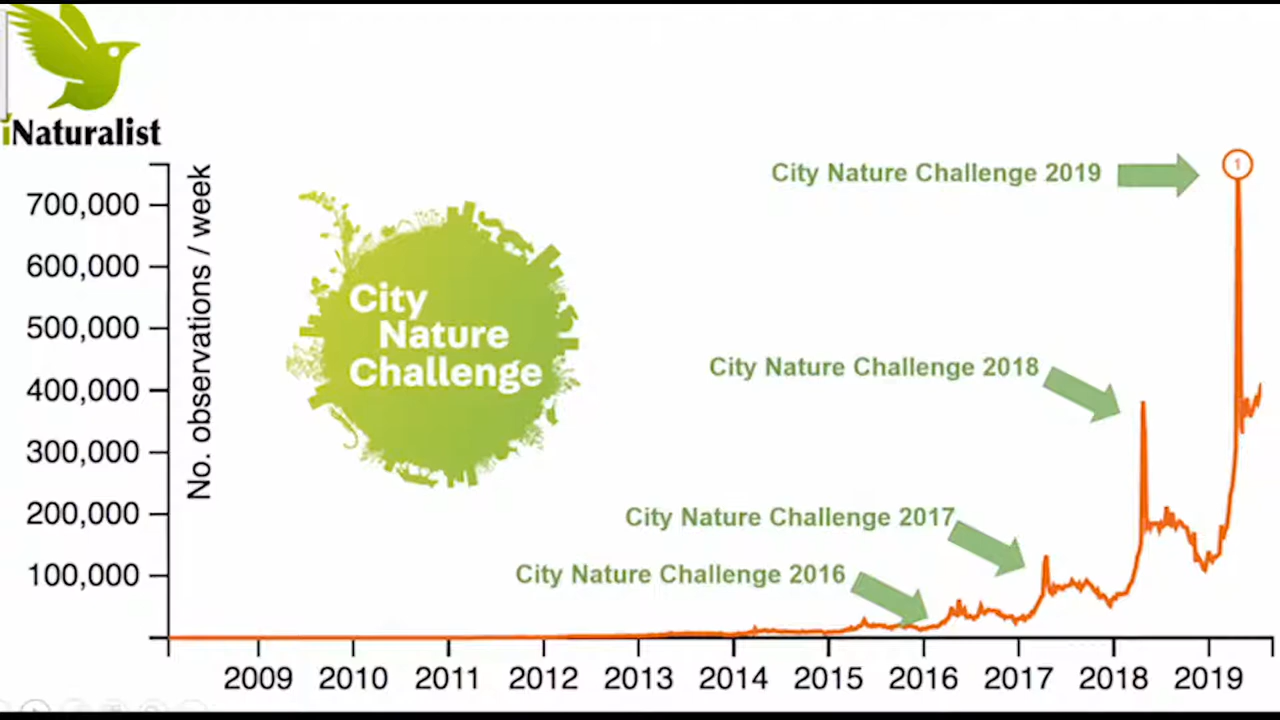 iNaturalist
No. observations / week
700,000
600,000
500,000
400,000
300,000
200,000
100,000
City
Nature
Challenge
City Nature Challenge 2019
1
City Nature Challenge 2018
City Nature Challenge 2017
City Nature Challenge 2016
2009 2010 2011 2012 2013 2014 2015 2016 2017 2018 2019